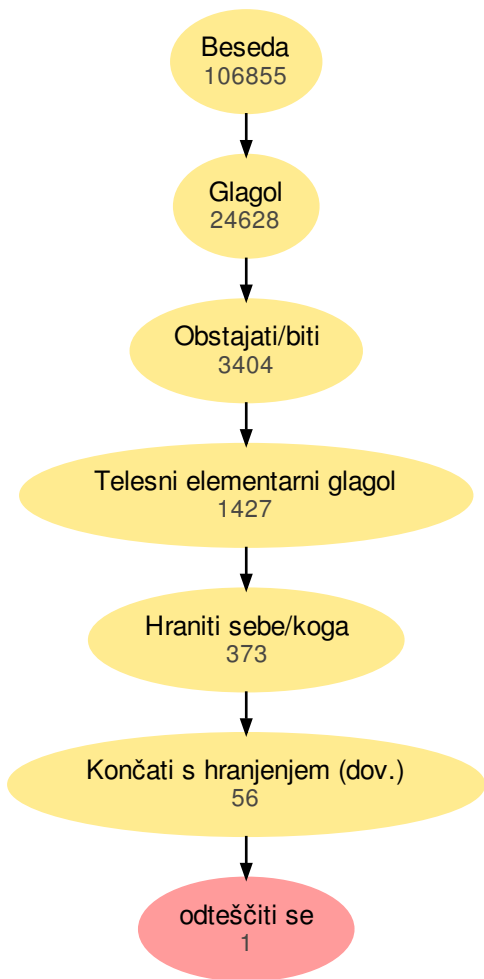 Beseda
106855
Glagol
24628
Obstajati/biti
3404
Telesni elementarni glagol
1427
Hraniti sebe/koga
373
Končati s hranjenjem (dov.)
56
odteščiti se
1